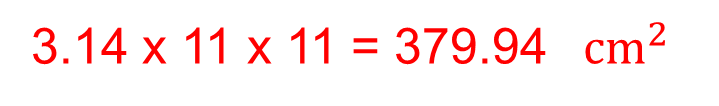 3.14 x 11 x 11 = 379.94 cm²